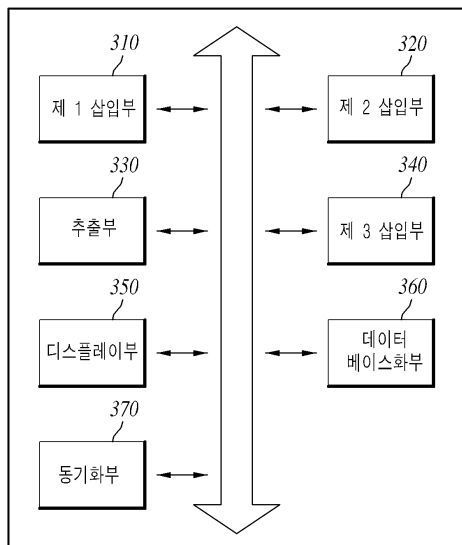 310
제 1 삽입부
320
제 2 삽입부
330
추출부
340
제 3 삽입부
350
디스플레이부
360
데이터
베이스화부
370
동기화부